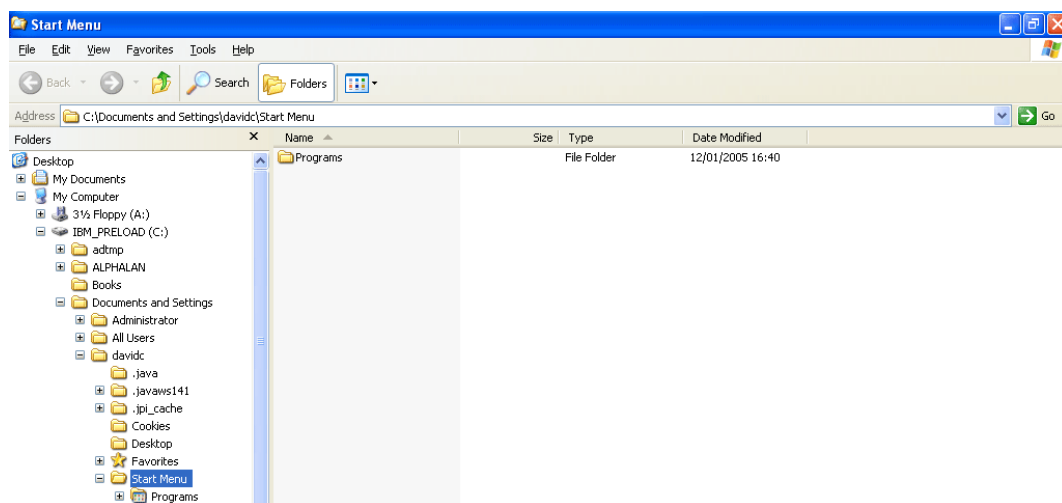 Start Menu
File Edit View Favorites Tools Help
Back Search Folders
Address C:\Documents and Settings\davidc\Start Menu Go
Folders Name Size Type Date Modified
Desktop Programs File Folder 12/01/2005 16:40
My Documents
My Computer
3½ Floppy (A:)
IBM_PRELOAD (C:)
adtmp
ALPHALAN
Books
Documents and Settings
Administrator
All Users
davidc
.java
.javaws141
.jpi_cache
Cookies
Desktop
Favorites
Start Menu
Programs